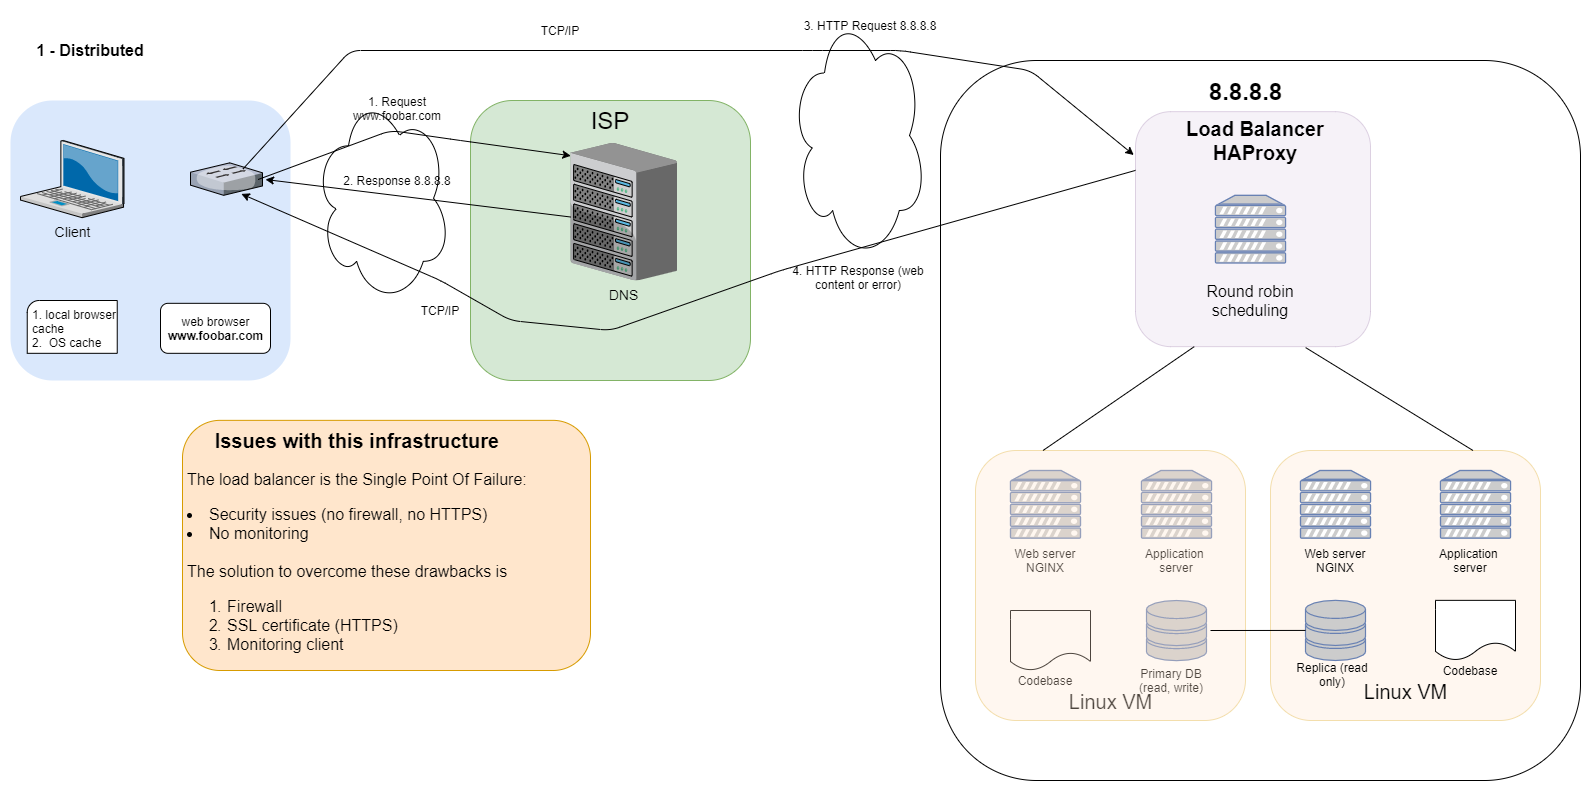 1 - Distributed
TCP/IP
3. HTTP Request 8.8.8.8
1. Request
www.foobar.com
2. Response 8.8.8.8
Client
1. local browser
cache
2.  OS cache
web browser
www.foobar.com
ISP
DNS
TCP/IP
4. HTTP Response (web
content or error)
8.8.8.8
Load Balancer
HAProxy
Round robin
scheduling
Issues with this infrastructure
The load balancer is the Single Point Of Failure:
• Security issues (no firewall, no HTTPS)
• No monitoring
The solution to overcome these drawbacks is
1. Firewall
2. SSL certificate (HTTPS)
3. Monitoring client
Web server
NGINX
Application
server
Codebase
Primary DB
(read, write)
Linux VM
Web server
NGINX
Application
server
Replica (read
only)
Codebase
Linux VM